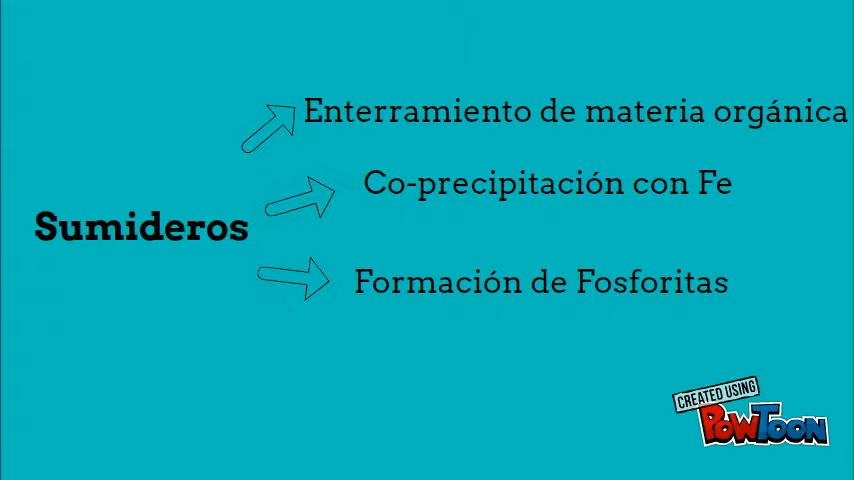 Enterramiento de materia orgánica
Co-precipitación con Fe
Sumideros
Formación de Fosforitas
CREATED USING
POWTOON